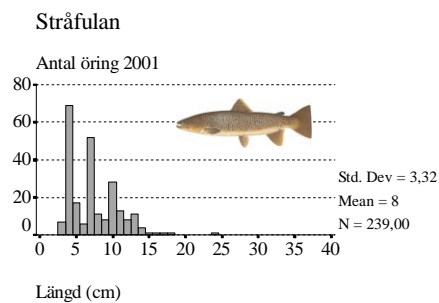 Stråfulan
Antal öring 2001
80
60
40
20
0
Std. Dev = 3,32
Mean = 8
N = 239,00
0 5 10 15 20 25 30 35 40
Längd (cm)